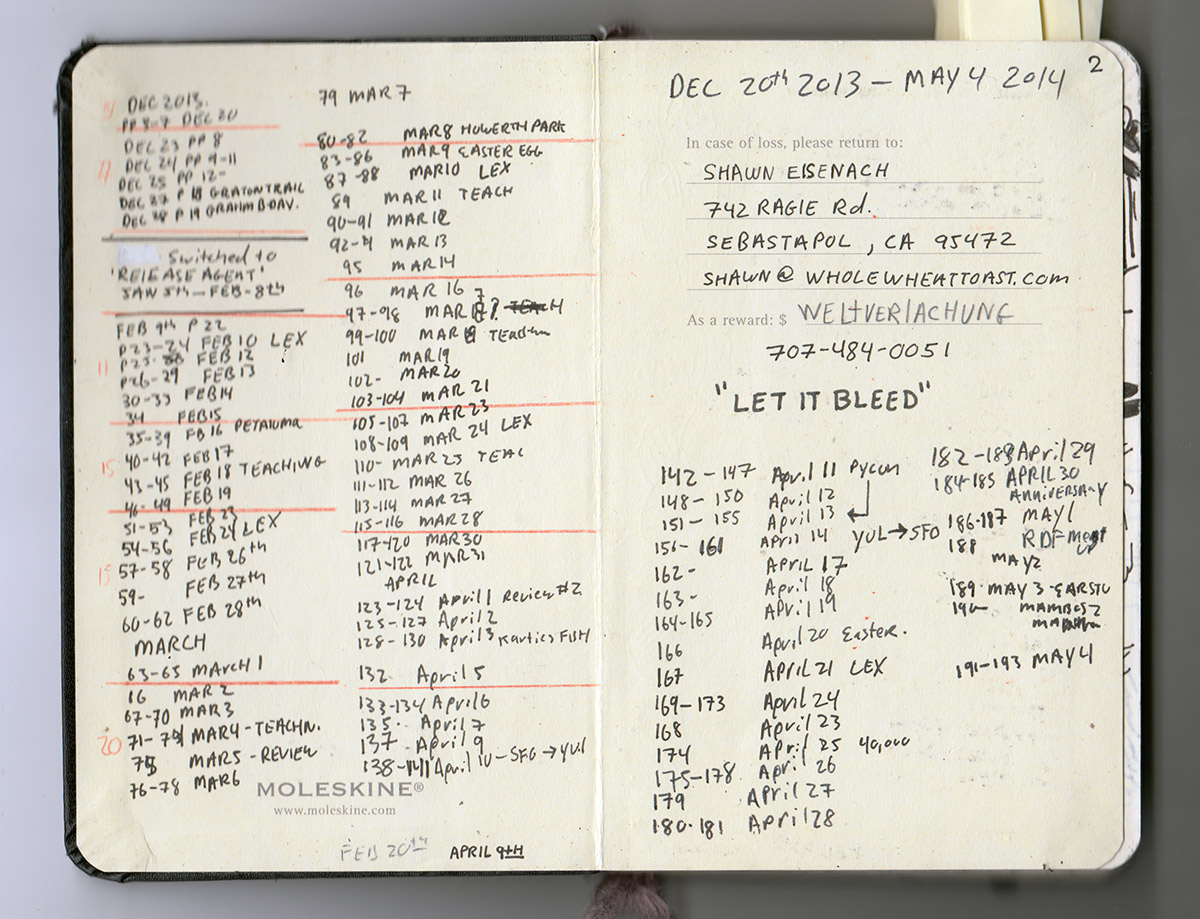 9
DEC 2013.
PP 3-7 DEC 20
DEC 23 PP 8
17
DEC 24 PP 9-11
DEC 25 PP 12-
DEC 27 P 18 GRATON TRAIL
DEC 28 P 19 GRAHM B DAY.
Switched to
'RELEASE AGENT'
JAN 5th — FEB-8th
FEB 9th P 22
P23-24 FEB 10 LEX
P25- FEB 12
11
P26-29 FEB 13
30-33 FEB 14
34 FEB 15
35-39 FB 16 PETALUMA
40-42 FEB 17
15
43-45 FEB 18 TEACHING
46-49 FEB 19
51-53 FEB 23
54-56 FEB 24 LEX
57-58 FEB 26th
15
59- FEB 27th
60-62 FEB 28th
MARCH
63-65 MARCH 1
16 MAR 2
67-70 MAR 3
20
71-74 MAR 4 - TEACHN.
75 MAR 5 - REVIEW
76-78 MAR 6
MOLESKINE®
www.moleskine.com
FEB 20th
79 MAR 7
80-82 MAR 8 HOWERTH PARK
83-86 MAR 9 EASTER EGG
87-88 MAR 10 LEX
89 MAR 11 TEACH
90-91 MAR 12
92-4 MAR 13
95 MAR 14
96 MAR 16
97-98 MAR 17? TEACH
99-100 MAR 18 Teach
101 MAR 19
102- MAR 20
103-104 MAR 21
105-107 MAR 23
108-109 MAR 24 LEX
110- MAR 25 TEAC
111-112 MAR 26
113-114 MAR 27
115-116 MAR 28
117-120 MAR 30
121-122 MAR 31
APRIL
123-124 April 1 Review #2
125-127 April 2
128-130 April 3 Kartics FISH
132 April 5
133-134 April 6
135- April 7
137 April 9
138-141 April 10 - SFO → YUL
APRIL 9TH
2
DEC 20th 2013 — MAY 4 2014
In case of loss, please return to:
SHAWN EISENACH
742 RAGIE Rd.
SEBASTAPOL, CA 95472
SHAWN@WHOLEWHEATTOAST.COM
As a reward: $ WELTVERLACHUNG
707-484-0051
"LET IT BLEED"
142-147 April 11 Pycon
148-150 April 12
151-155 April 13
156-161 April 14 YUL → SFO
162- APRIL 17
163- April 18
164-165 April 19
166 April 20 Easter.
167 APRIL 21 LEX
169-173 April 24
168 April 23
174 April 25 40,000
175-178 April 26
179 April 27
180-181 April 28
182-183 April 29
184-185 APRIL 30
ANNIVERSARY
186-187 MAY 1
188 RDF Meet
up
MAY 2
189 MAY 3 -
190
191-193 MAY 4